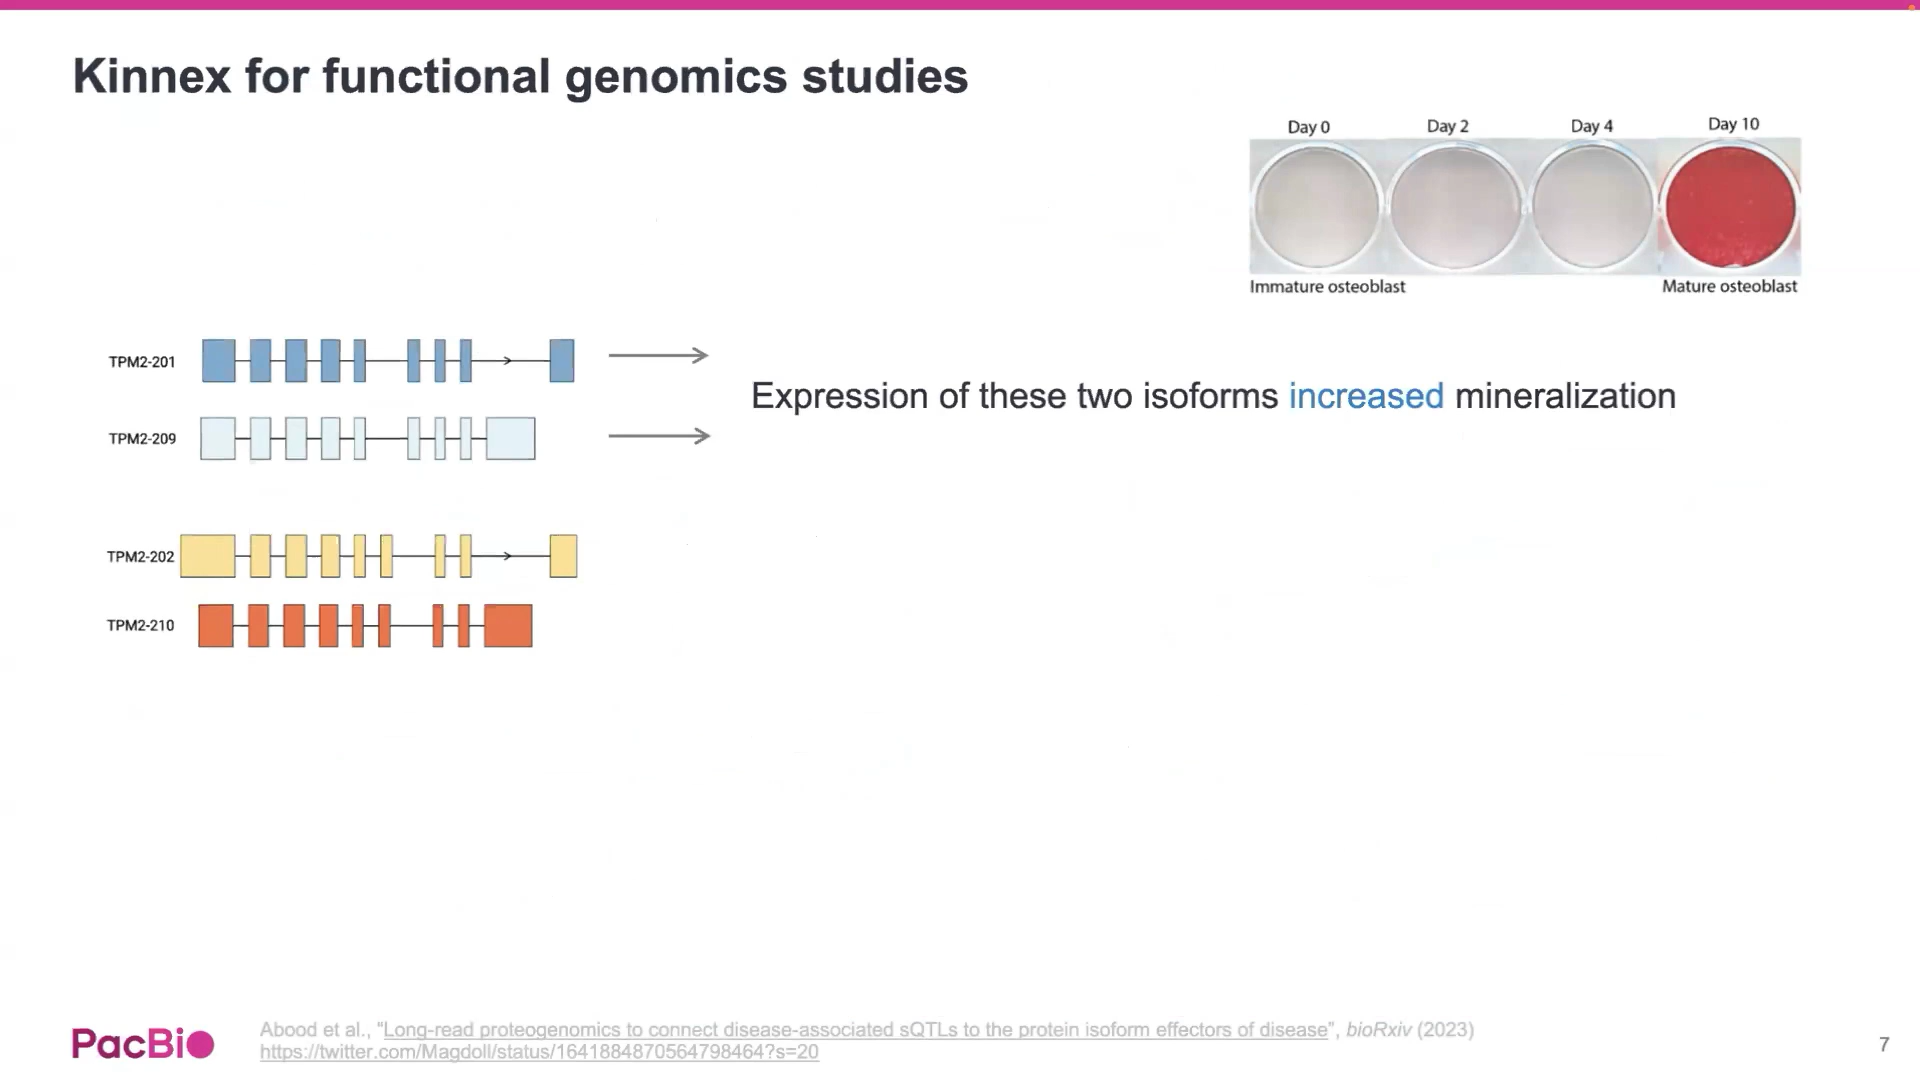 Kinnex for functional genomics studies
Day 0 Day 2 Day 4 Day 10
Immature osteoblast Mature osteoblast
TPM2-201
Expression of these two isoforms increased mineralization
TPM2-209
TPM2-202
TPM2-210
PacBio
Abood et al., “Long-read proteogenomics to connect disease-associated sQTLs to the protein isoform effectors of disease”, bioRxiv (2023)
https://twitter.com/Magdoll/status/1641884870564798464?s=20
7